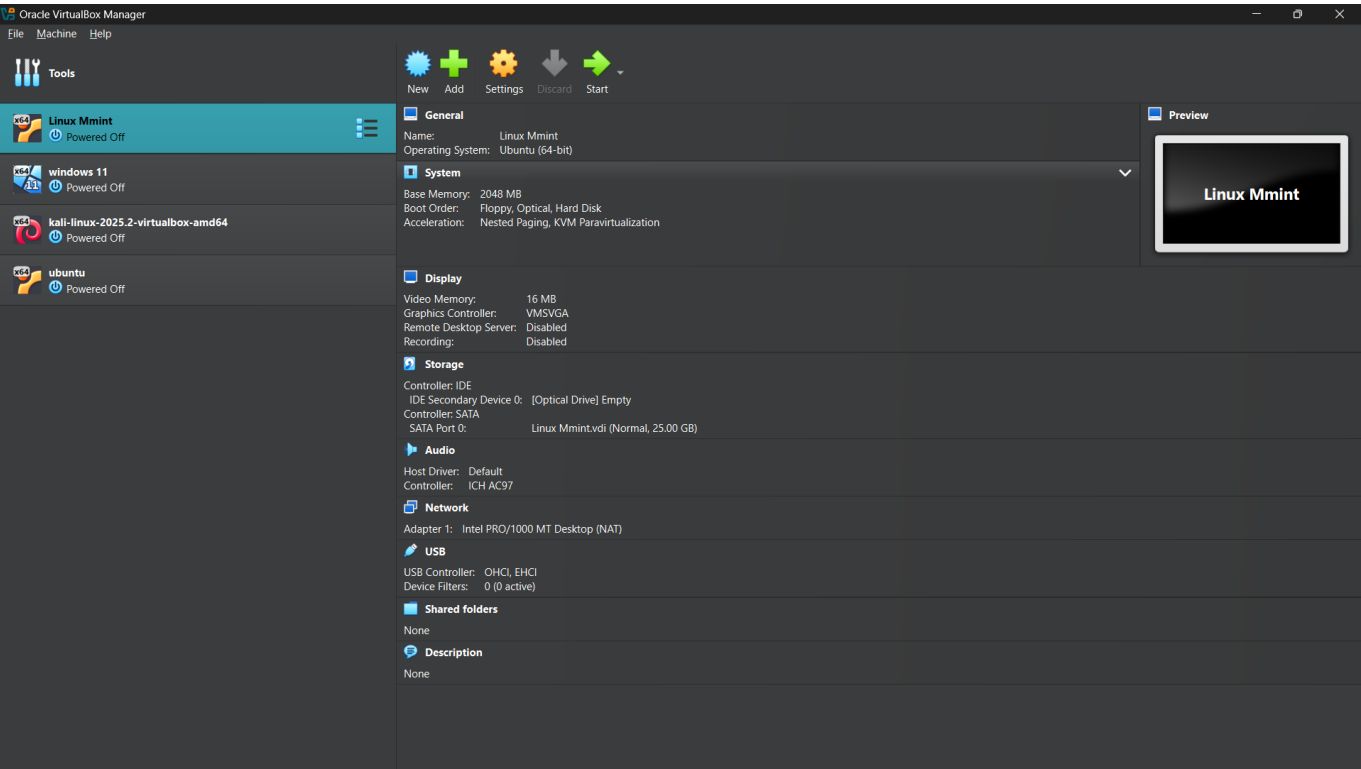 Oracle VirtualBox Manager
File Machine Help
Tools
New Add Settings Discard Start
x64 Linux Mmint
Powered Off
x64 11 windows 11
Powered Off
x64 kali-linux-2025.2-virtualbox-amd64
Powered Off
x64 ubuntu
Powered Off
General
Name: Linux Mmint
Operating System: Ubuntu (64-bit)
System
Base Memory: 2048 MB
Boot Order: Floppy, Optical, Hard Disk
Acceleration: Nested Paging, KVM Paravirtualization
Preview
Linux Mmint
Display
Video Memory: 16 MB
Graphics Controller: VMSVGA
Remote Desktop Server: Disabled
Recording: Disabled
Storage
Controller: IDE
IDE Secondary Device 0: [Optical Drive] Empty
Controller: SATA
SATA Port 0: Linux Mmint.vdi (Normal, 25.00 GB)
Audio
Host Driver: Default
Controller: ICH AC97
Network
Adapter 1: Intel PRO/1000 MT Desktop (NAT)
USB
USB Controller: OHCI, EHCI
Device Filters: 0 (0 active)
Shared folders
None
Description
None